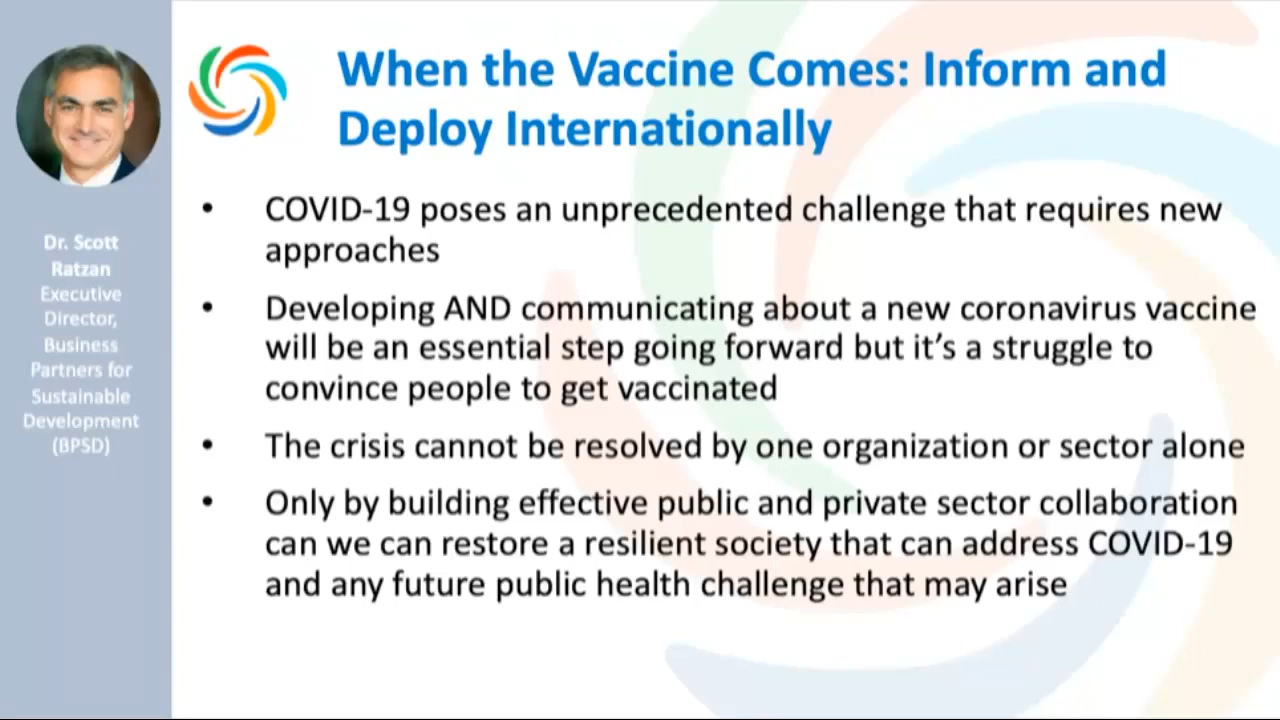 When the Vaccine Comes: Inform and
Deploy Internationally
Dr. Scott
Ratzan
Executive
Director,
Business
Partners for
Sustainable
Development
(BPSD)
• COVID-19 poses an unprecedented challenge that requires new
approaches
• Developing AND communicating about a new coronavirus vaccine
will be an essential step going forward but it’s a struggle to
convince people to get vaccinated
• The crisis cannot be resolved by one organization or sector alone
• Only by building effective public and private sector collaboration
can we can restore a resilient society that can address COVID-19
and any future public health challenge that may arise